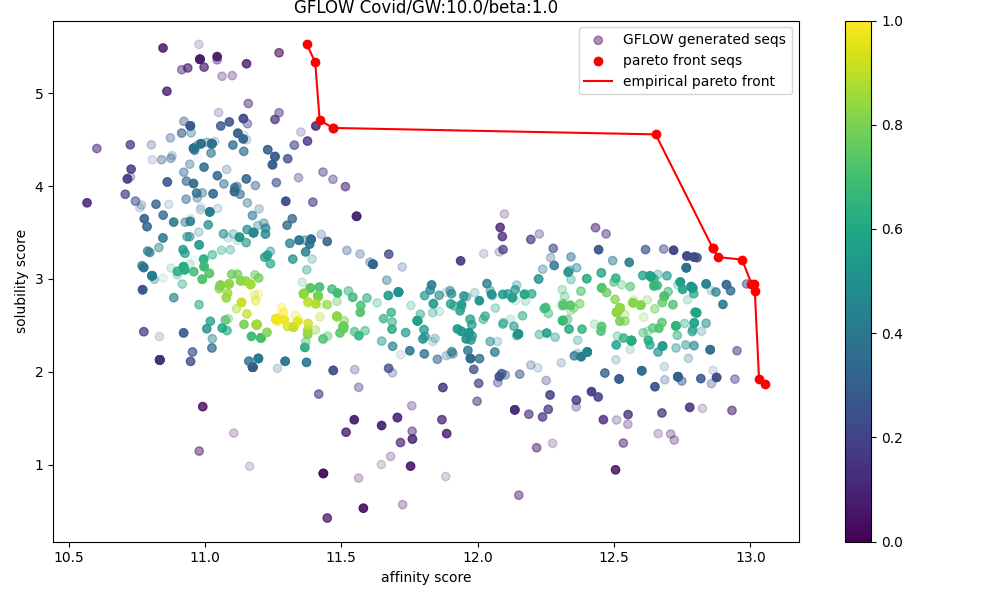 GFLOW Covid/GW:10.0/beta:1.0
GFLOW generated seqs
pareto front seqs
empirical pareto front
solubility score
5
4
3
2
1
10.5 11.0 11.5 12.0 12.5 13.0
affinity score
1.0
0.8
0.6
0.4
0.2
0.0